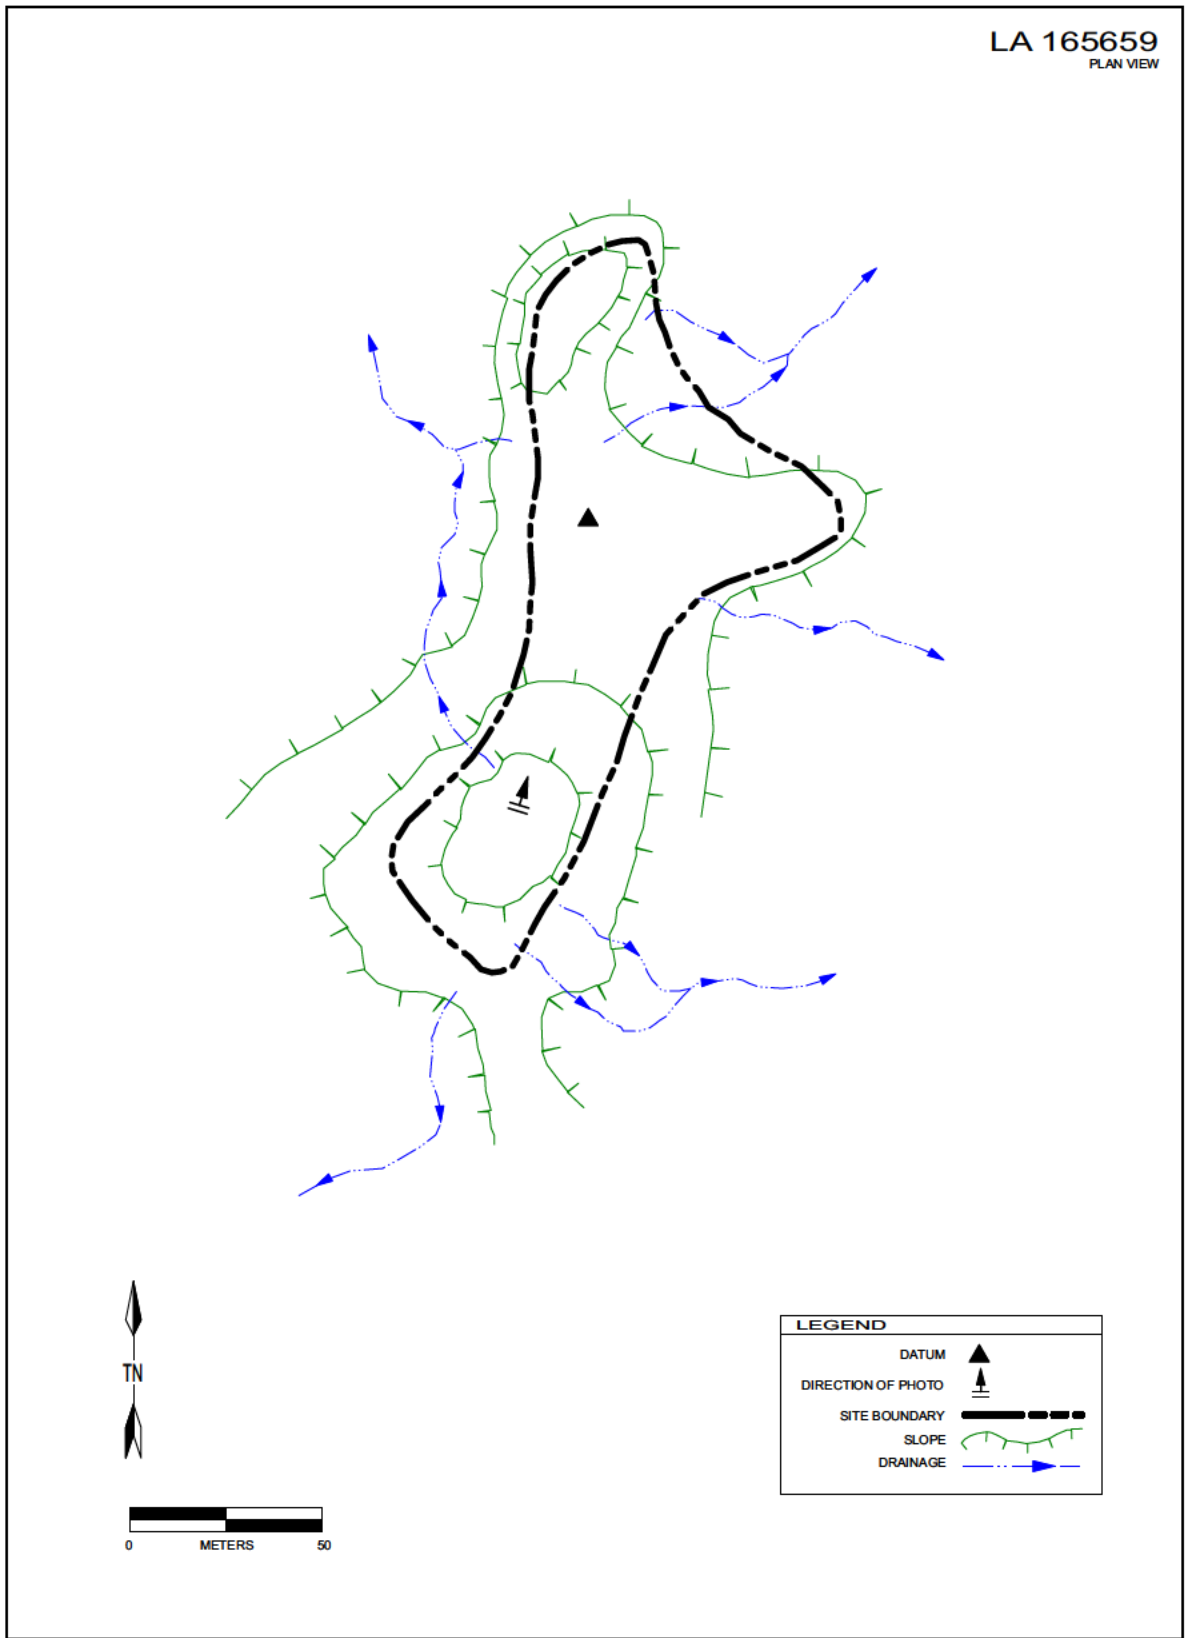 LA 165659
PLAN VIEW
TN
0 METERS 50
LEGEND
DATUM
DIRECTION OF PHOTO
SITE BOUNDARY
SLOPE
DRAINAGE